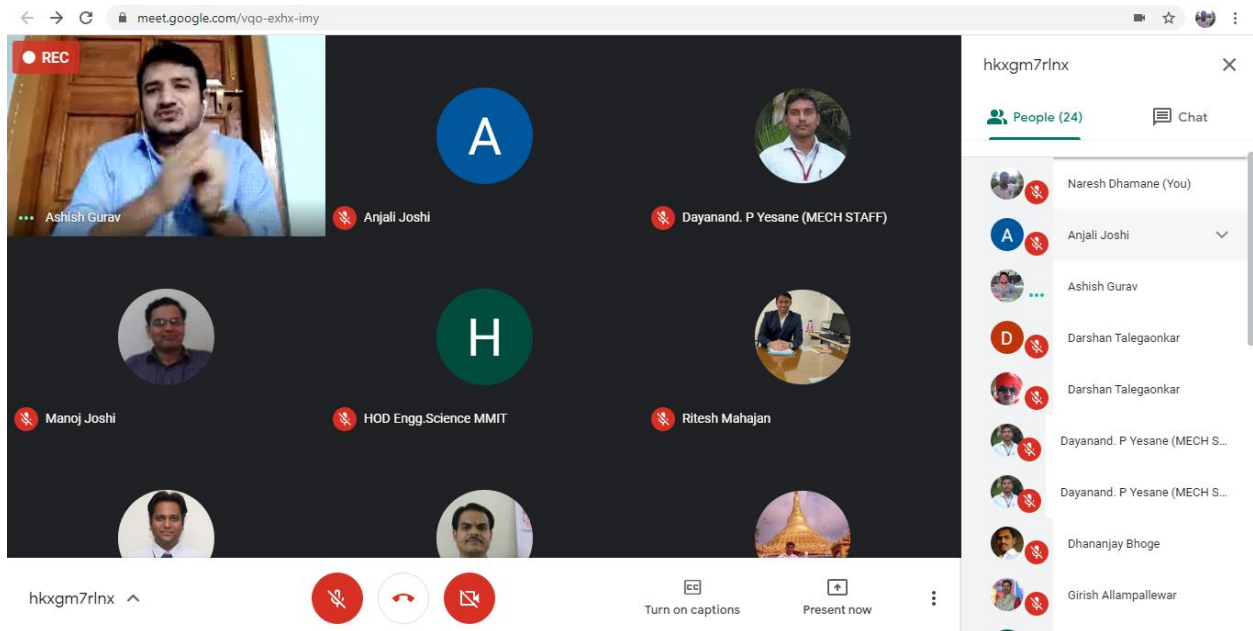 meet.google.com/vqo-exhx-imy
REC
Ashish Gurav
A
Anjali Joshi
Dayanand. P Yesane (MECH STAFF)
Manoj Joshi
H
HOD Engg.Science MMIT
Ritesh Mahajan
hkxgm7rlnx
Turn on captions
Present now
hkxgm7rlnx
People (24)
Chat
Naresh Dhamane (You)
A
Anjali Joshi
Ashish Gurav
D
Darshan Talegaonkar
Darshan Talegaonkar
Dayanand. P Yesane (MECH S...
Dayanand. P Yesane (MECH S...
Dhananjay Bhoge
Girish Allampallewar